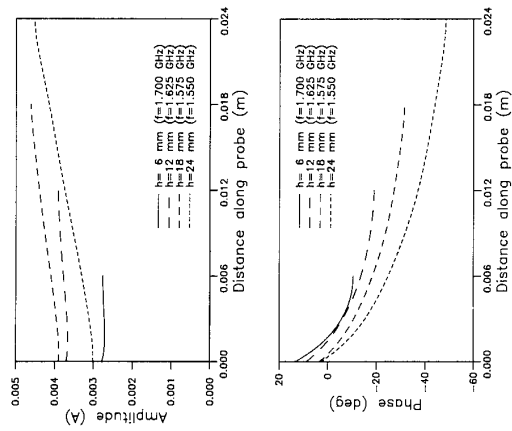 0.005
0.004
0.003
0.002
0.001
0.000
Amplitude (A)
h= 6 mm (f=1.700 GHz)
h=12 mm (f=1.625 GHz)
h=18 mm (f=1.575 GHz)
h=24 mm (f=1.550 GHz)
0.000
0.006
0.012
0.018
0.024
Distance along probe (m)
20
0
-20
-40
-60
Phase (deg)
h= 6 mm (f=1.700 GHz)
h=12 mm (f=1.625 GHz)
h=18 mm (f=1.575 GHz)
h=24 mm (f=1.550 GHz)
0.000
0.006
0.012
0.018
0.024
Distance along probe (m)